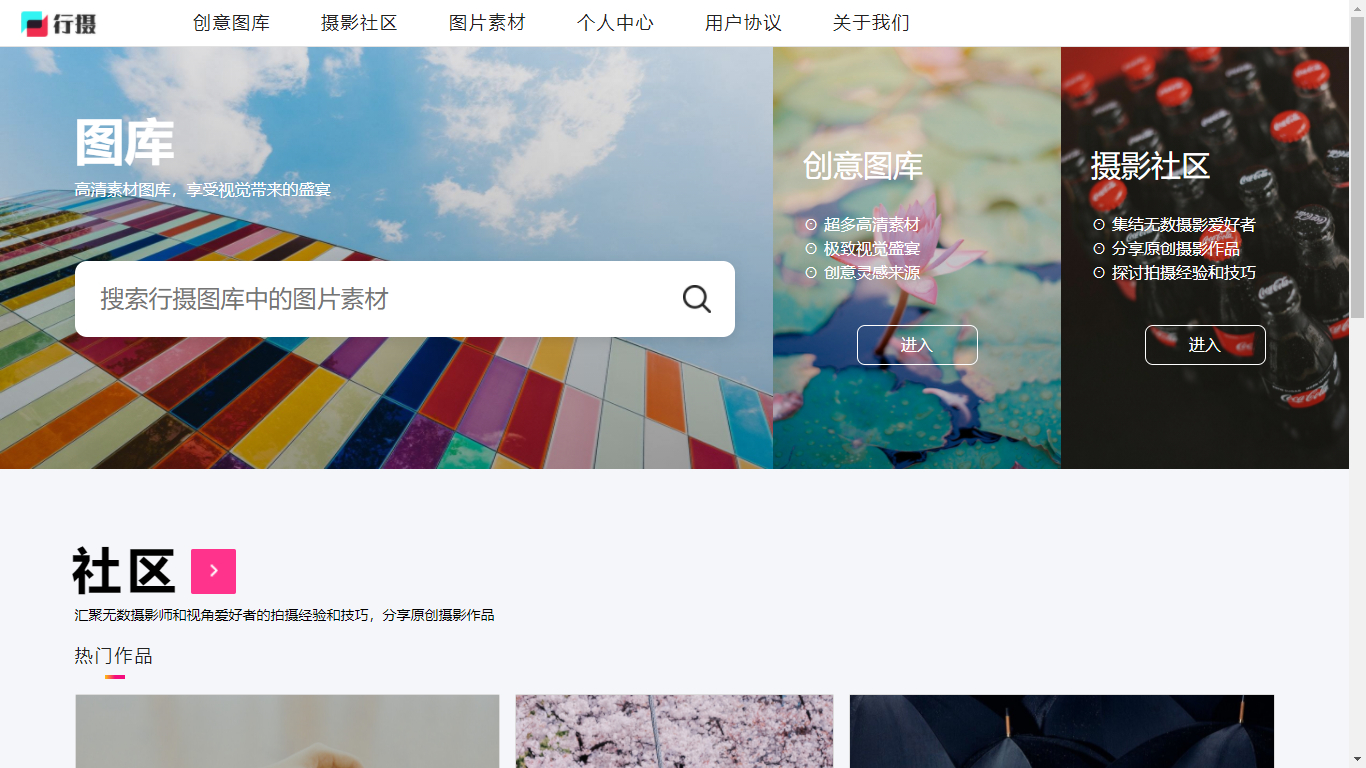 行摄
创意图库 摄影社区 图片素材 个人中心 用户协议 关于我们
图库
高清素材图库，享受视觉带来的盛宴
搜索行摄图库中的图片素材
创意图库
超多高清素材
极致视觉盛宴
创意灵感来源
进入
摄影社区
集结无数摄影爱好者
分享原创摄影作品
探讨拍摄经验和技巧
进入
社区
汇聚无数摄影师和视角爱好者的拍摄经验和技巧，分享原创摄影作品
热门作品